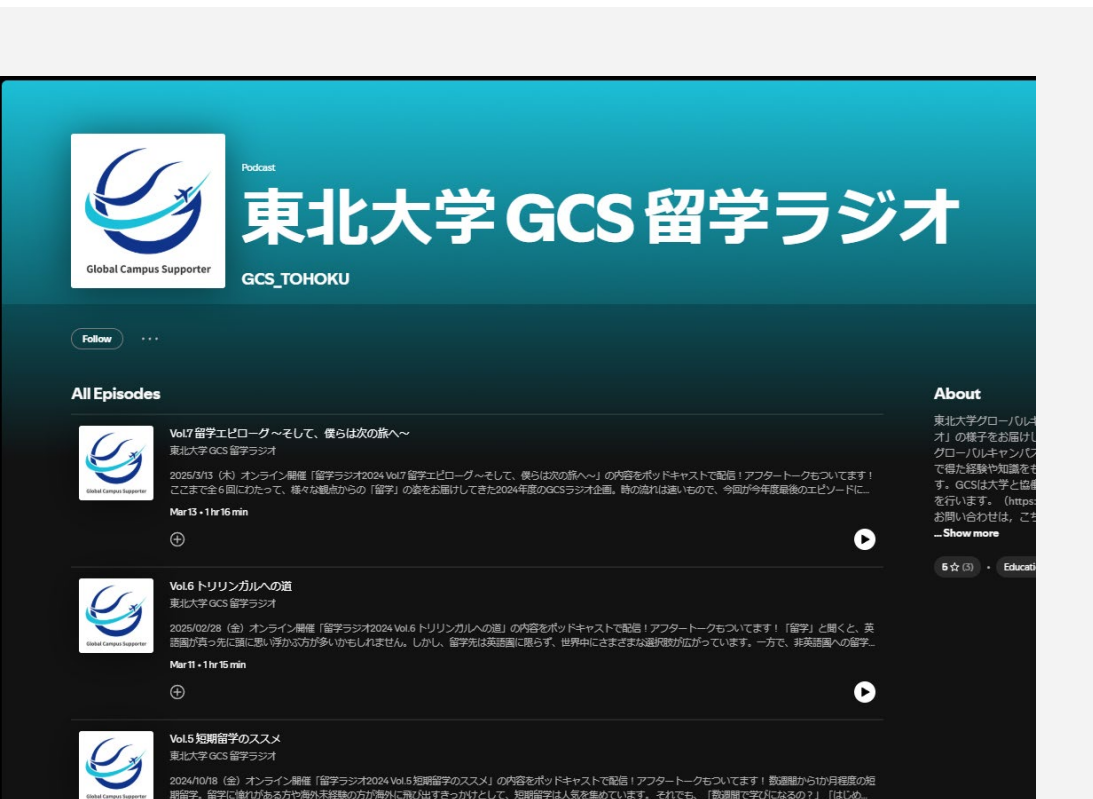 Podcast
東北大学 GCS 留学ラジオ
Global Campus Supporter
GCS_TOHOKU
Follow
All Episodes
Vol.7 留学エピローグ～そして、僕らは次の旅へ～
東北大学 GCS 留学ラジオ
2025/3/13（木）オンライン開催「留学ラジオ2024 Vol.7 留学エピローグ～そして、僕らは次の旅へ～」の内容をポッドキャストで配信！アフタートークもついてます！
ここまで全６回にわたって、様々な観点からの「留学」の姿をお届けしてきた2024年度のGCSラジオ企画。時の流れは速いもので、今回が今年度最後のエピソードに...
Mar 13 • 1 hr 16 min
Global Campus Supporter
Vol.6 トリリンガルへの道
東北大学 GCS 留学ラジオ
2025/02/28（金）オンライン開催「留学ラジオ2024 Vol.6 トリリンガルへの道」の内容をポッドキャストで配信！アフタートークもついてます！「留学」と聞くと、英
語圏が真っ先に頭に思い浮かぶ方が多いかもしれません。しかし、留学先は英語圏に限らず、世界中にさまざまな選択肢が広がっています。一方で、非英語圏への留学...
Mar 11 • 1 hr 15 min
Global Campus Supporter
Vol.5 短期留学のススメ
東北大学 GCS 留学ラジオ
2024/10/18（金）オンライン開催「留学ラジオ2024 Vol.5 短期留学のススメ」の内容をポッドキャストで配信！アフタートークもついてます！数週間から1か月程度の短
期留学。留学に憧れがある方や海外未経験の方が海外に飛び出すきっかけとして、短期留学は人気を集めています。それでも、「数週間で学びになるの？」「はじめ...
Global Campus Supporter
About
東北大学グローバルキ
オ」の様子をお届けし
グローバルキャンパス
で得た経験や知識をも
す。GCSは大学と協働
を行います。（https:
お問い合わせは、こち
... Show more
5 ☆ (3) • Educati